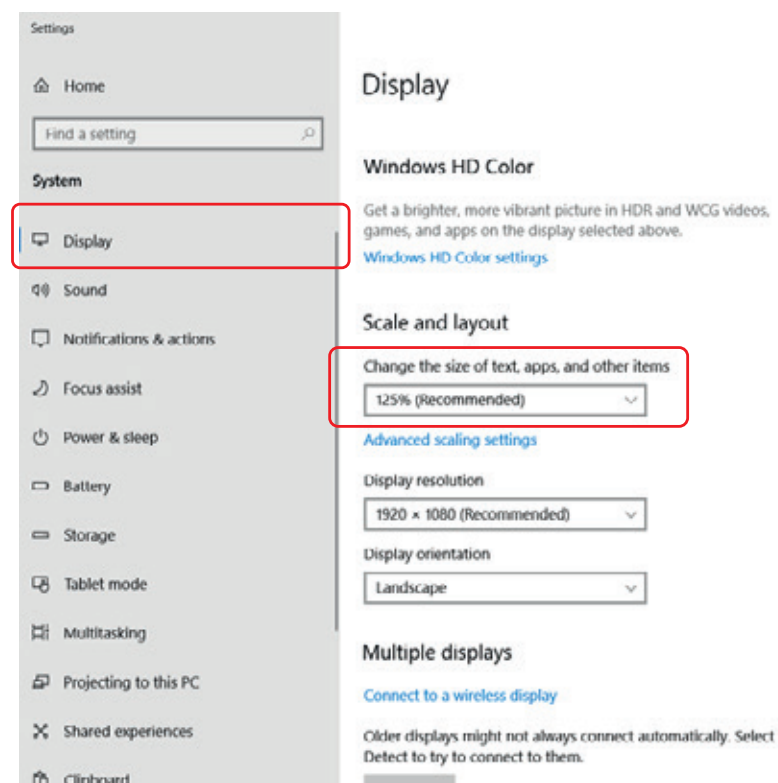 Settings
Home
Find a setting
System
Display
Sound
Notifications & actions
Focus assist
Power & sleep
Battery
Storage
Tablet mode
Multitasking
Projecting to this PC
Shared experiences
Clipboard
Display
Windows HD Color
Get a brighter, more vibrant picture in HDR and WCG videos,
games, and apps on the display selected above.
Windows HD Color settings
Scale and layout
Change the size of text, apps, and other items
125% (Recommended)
Advanced scaling settings
Display resolution
1920 × 1080 (Recommended)
Display orientation
Landscape
Multiple displays
Connect to a wireless display
Older displays might not always connect automatically. Select
Detect to try to connect to them.